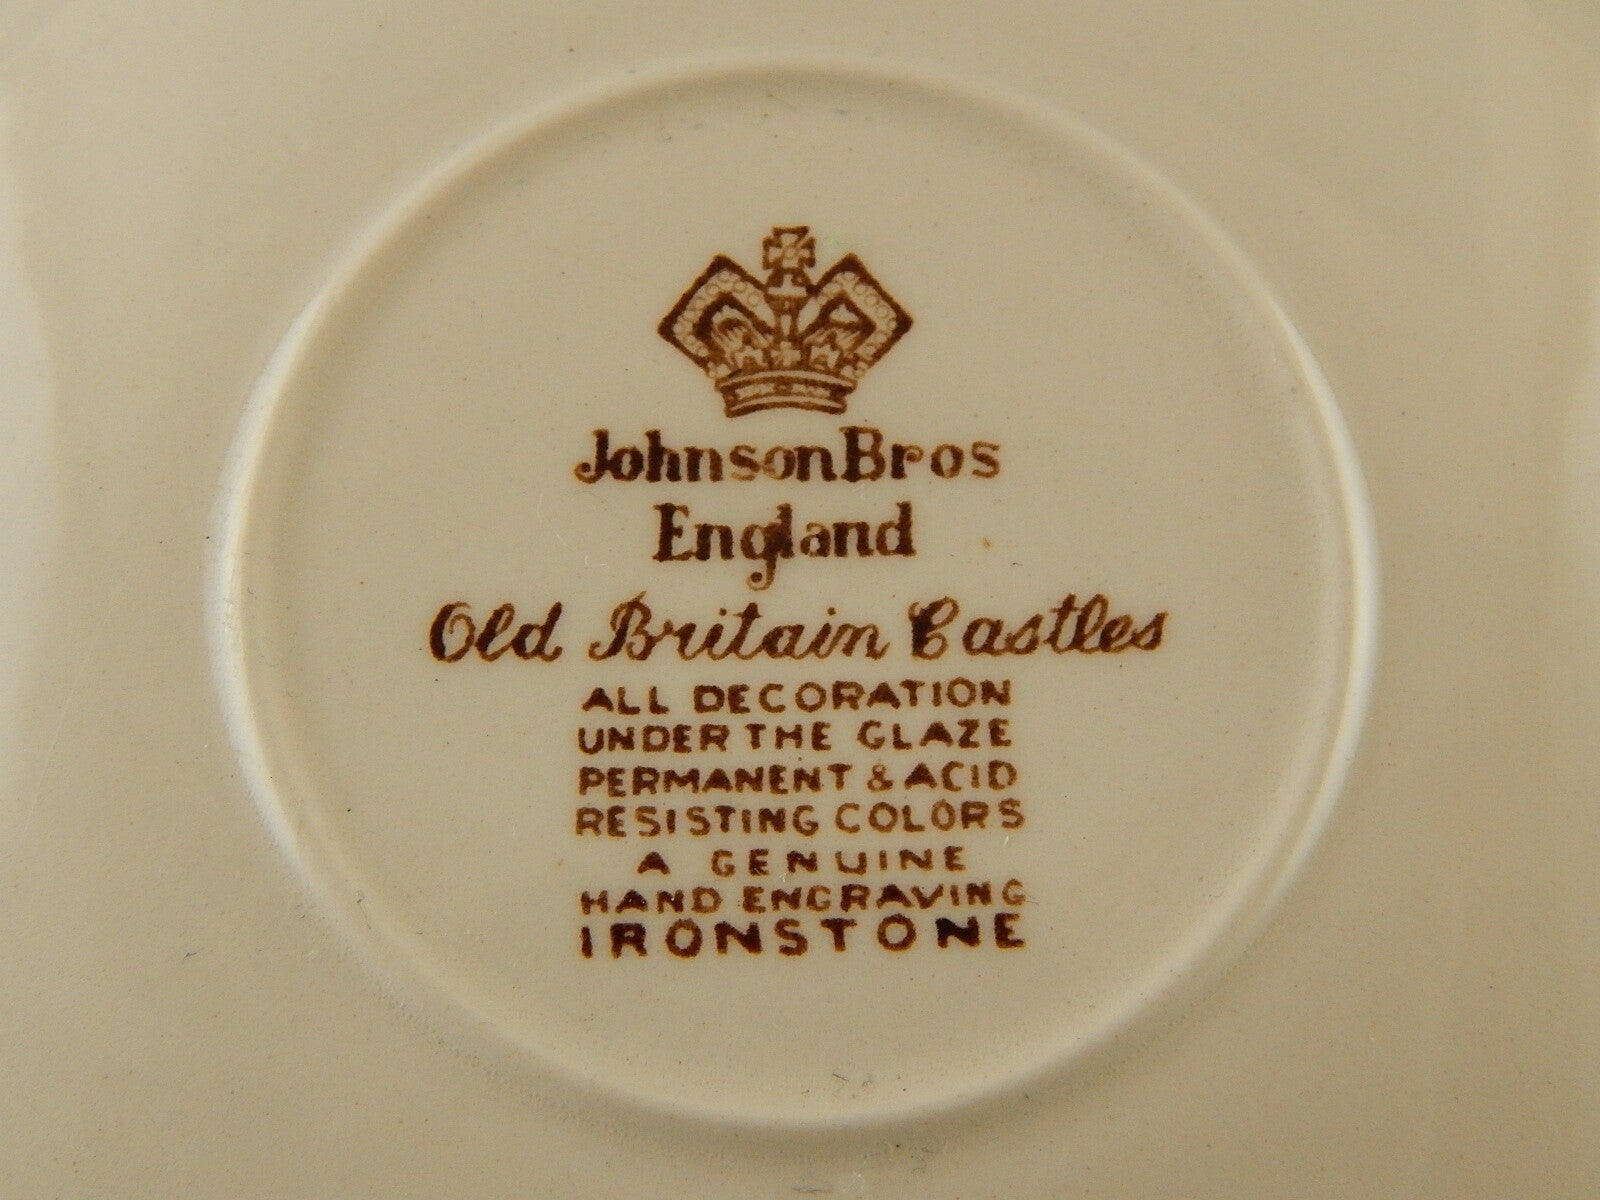 Johnson Bros
England
Old Britain Castles
ALL DECORATION
UNDER THE GLAZE
PERMANENT & ACID
RESISTING COLORS
A GENUINE
HAND ENGRAVING
IRONSTONE